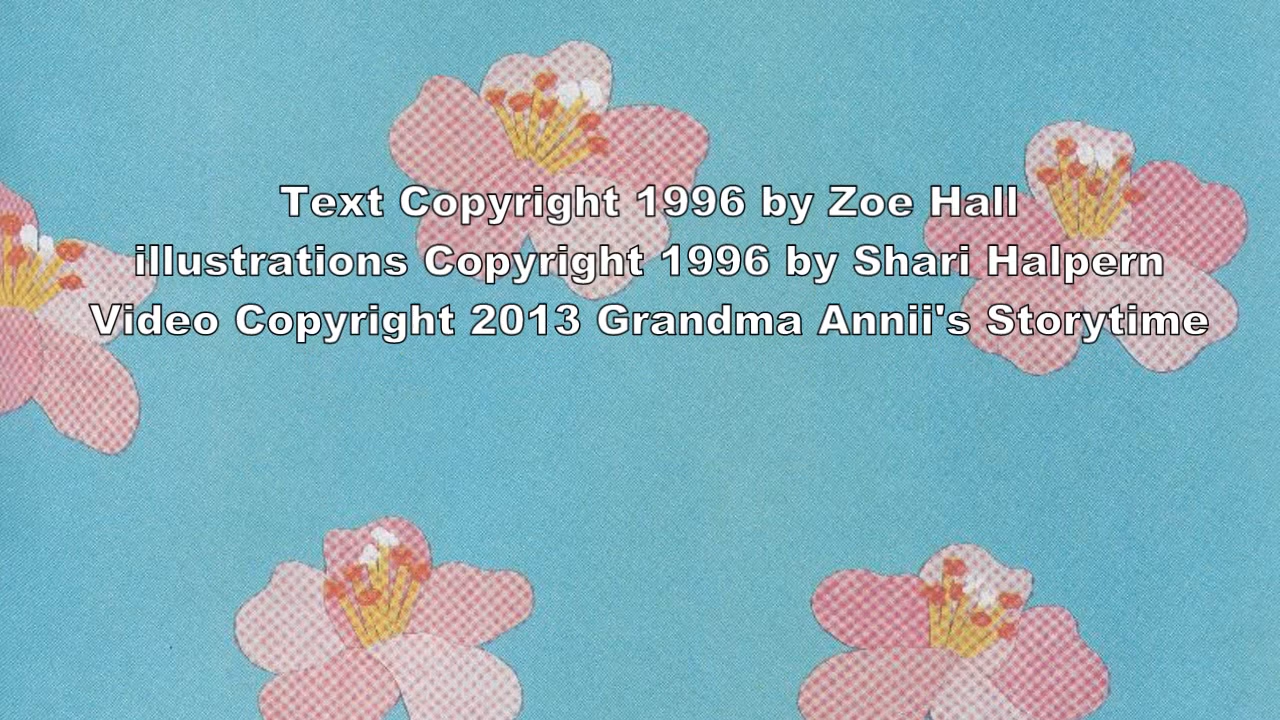 Text Copyright 1996 by Zoe Hall
illustrations Copyright 1996 by Shari Halpern
Video Copyright 2013 Grandma Annii's Storytime